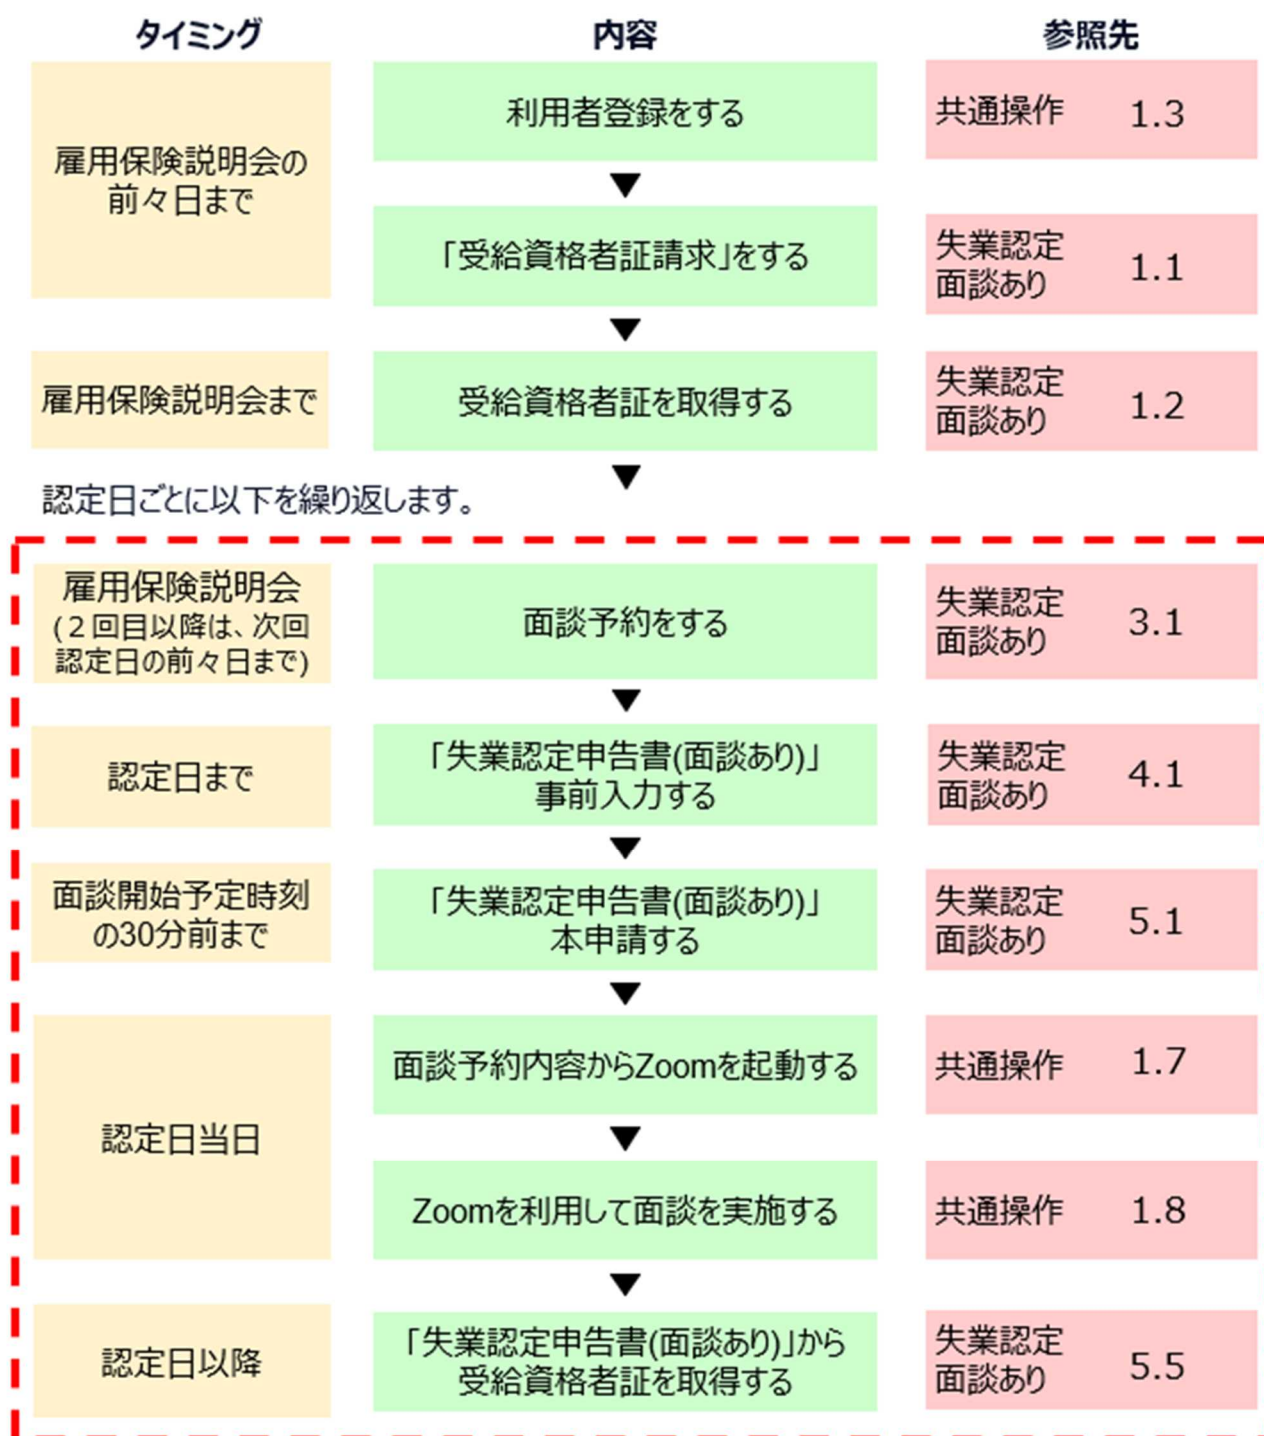 タイミング 内容 参照先
利用者登録をする
共通操作 1.3
雇用保険説明会の
前々日まで
「受給資格者証請求」をする
失業認定
面談あり 1.1
雇用保険説明会まで
受給資格者証を取得する
失業認定
面談あり 1.2
認定日ごとに以下を繰り返します。
雇用保険説明会
(２回目以降は、次回
認定日の前々日まで)
面談予約をする
失業認定
面談あり 3.1
認定日まで
「失業認定申告書(面談あり)」
事前入力する
失業認定
面談あり 4.1
面談開始予定時刻
の30分前まで
「失業認定申告書(面談あり)」
本申請する
失業認定
面談あり 5.1
認定日当日
面談予約内容からZoomを起動する
共通操作 1.7
Zoomを利用して面談を実施する
共通操作 1.8
認定日以降
「失業認定申告書(面談あり)」から
受給資格者証を取得する
失業認定
面談あり 5.5